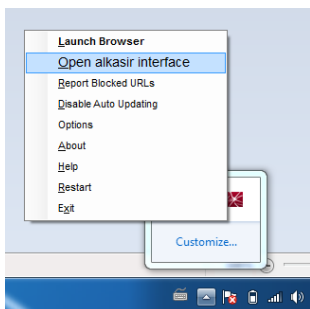 Launch Browser
Open alkasir interface
Report Blocked URLs
Disable Auto Updating
Options
About
Help
Restart
Exit
Customize...